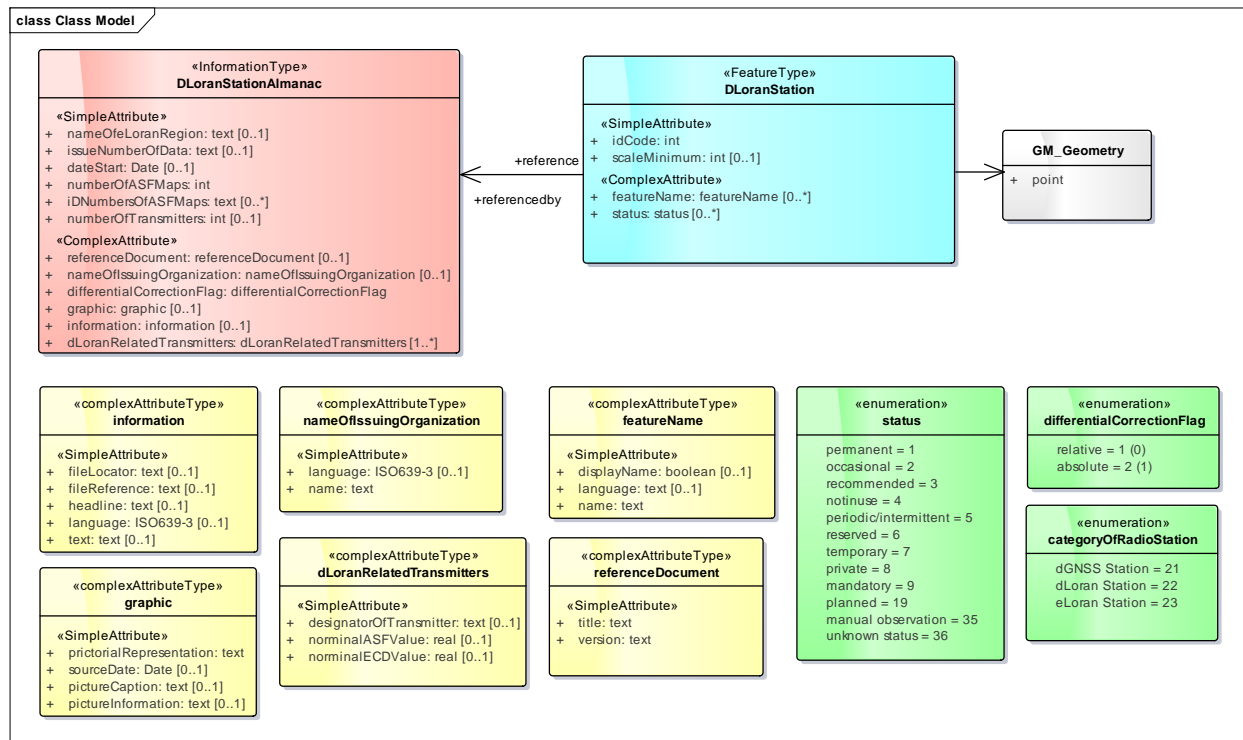 class Class Model
«InformationType»
DLoranStationAlmanac
«SimpleAttribute»
+ nameOfeLoranRegion: text [0..1]
+ issueNumberOfData: text [0..1]
+ dateStart: Date [0..1]
+ numberOfASFMaps: int
+ iDNumbersOfASFMaps: text [0..*]
+ numberOfTransmitters: int [0..1]
«ComplexAttribute»
+ referenceDocument: referenceDocument [0..1]
+ nameOfIssuingOrganization: nameOfIssuingOrganization [0..1]
+ differentialCorrectionFlag: differentialCorrectionFlag
+ graphic: graphic [0..1]
+ information: information [0..1]
+ dLoranRelatedTransmitters: dLoranRelatedTransmitters [1..*]
+reference
+referencedby
«FeatureType»
DLoranStation
«SimpleAttribute»
+ idCode: int
+ scaleMinimum: int [0..1]
«ComplexAttribute»
+ featureName: featureName [0..*]
+ status: status [0..*]
GM_Geometry
+ point
«complexAttributeType»
information
«SimpleAttribute»
+ fileLocator: text [0..1]
+ fileReference: text [0..1]
+ headline: text [0..1]
+ language: ISO639-3 [0..1]
+ text: text [0..1]
«complexAttributeType»
nameOfIssuingOrganization
«SimpleAttribute»
+ language: ISO639-3 [0..1]
+ name: text
«complexAttributeType»
featureName
«SimpleAttribute»
+ displayName: boolean [0..1]
+ language: text [0..1]
+ name: text
«enumeration»
status
permanent = 1
occasional = 2
recommended = 3
notinuse = 4
periodic/intermittent = 5
reserved = 6
temporary = 7
private = 8
mandatory = 9
planned = 19
manual observation = 35
unknown status = 36
«enumeration»
differentialCorrectionFlag
relative = 1 (0)
absolute = 2 (1)
«enumeration»
categoryOfRadioStation
dGNSS Station = 21
dLoran Station = 22
eLoran Station = 23
«complexAttributeType»
graphic
«SimpleAttribute»
+ prictorialRepresentation: text
+ sourceDate: Date [0..1]
+ pictureCaption: text [0..1]
+ pictureInformation: text [0..1]
«complexAttributeType»
dLoranRelatedTransmitters
«SimpleAttribute»
+ designatorOfTransmitter: text [0..1]
+ norminalASFValue: real [0..1]
+ norminalECDValue: real [0..1]
«complexAttributeType»
referenceDocument
«SimpleAttribute»
+ title: text
+ version: text